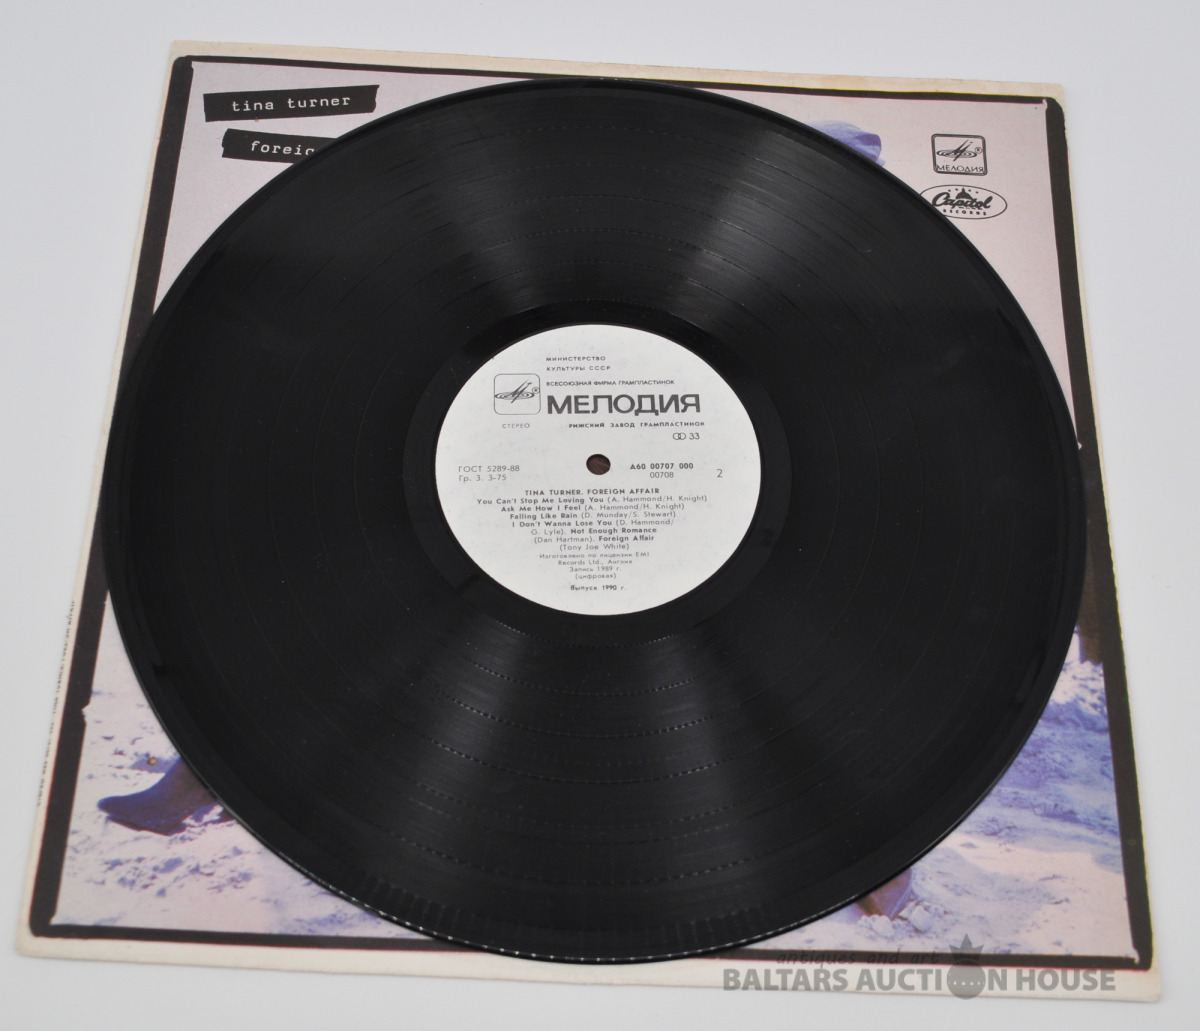 tina turner
foreig
МЕЛОДИЯ
Capitol
RECORDS
МИНИСТЕРСТВО
КУЛЬТУРЫ СССР
ВСЕСОЮЗНАЯ ФИРМА ГРАМПЛАСТИНОК
МЕЛОДИЯ
СТЕРЕО
РИЖСКИЙ ЗАВОД ГРАМПЛАСТИНОК
33
ГОСТ 5289-88
Гр. 3. 3-75
А60 00707 000
00708
2
TINA TURNER. FOREIGN AFFAIR
You Can't Stop Me Loving You (A. Hammond/H. Knight)
Ask Me How I Feel (A. Hammond/H. Knight)
Falling Like Rain (D. Munday/S. Stewart)
I Don't Wanna Lose You (D. Hammond/
G. Lyle). Not Enough Romance
(Dan Hartman). Foreign Affair
(Tony Joe White)
Изготовлено по лицензии EMI
Records Ltd., Англия
Запись 1989 г.
(цифровая)
Выпуск 1990 г.
antiques and art
BALTARS AUCTION HOUSE